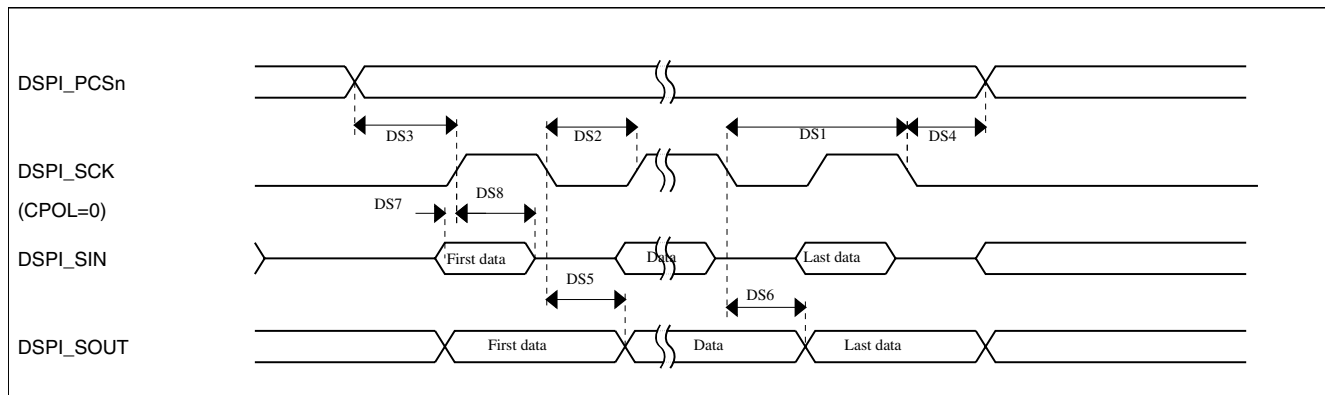 DSPI_PCSn
DS3
DS2
DS1
DS4
DSPI_SCK
(CPOL=0)
DS7
DS8
DSPI_SIN
First data
Data
Last data
DS5
DS6
DSPI_SOUT
First data
Data
Last data